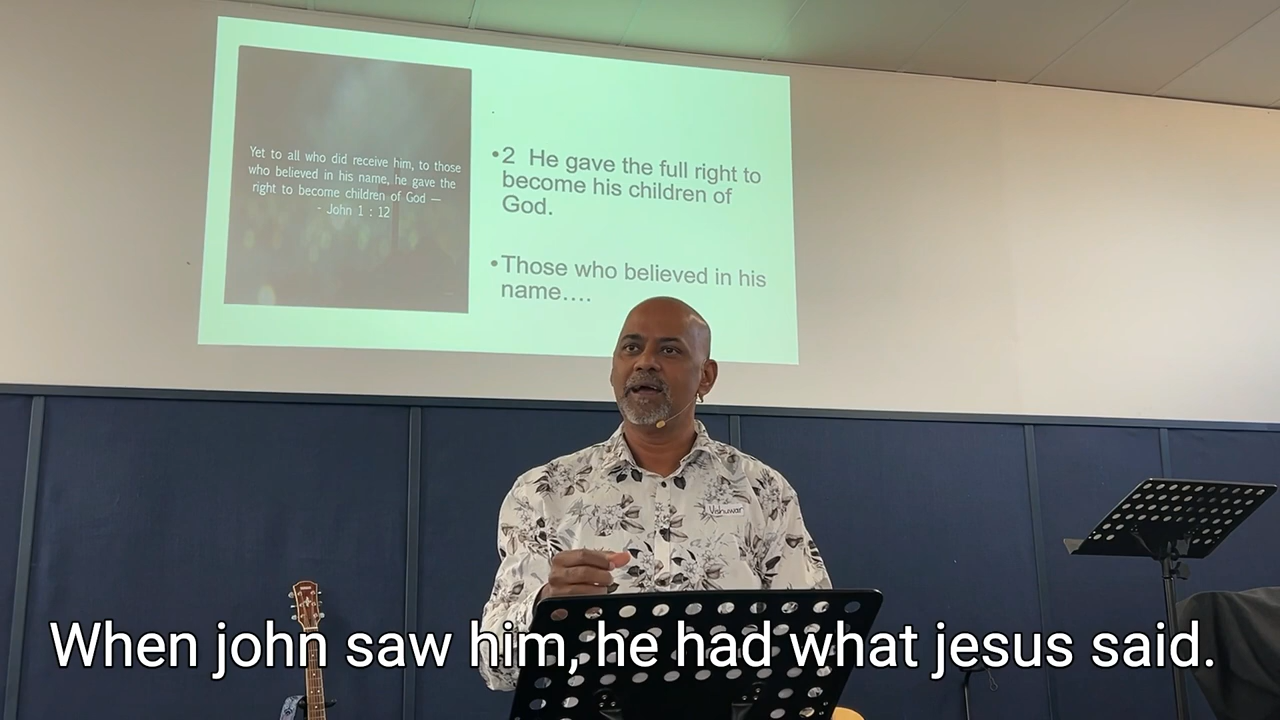 Yet to all who did receive him, to those
who believed in his name, he gave the
right to become children of God —
- John 1 : 12
•2 He gave the full right to
become his children of
God.
•Those who believed in his
name....
Vishuwar
When john saw him, he had what jesus said.